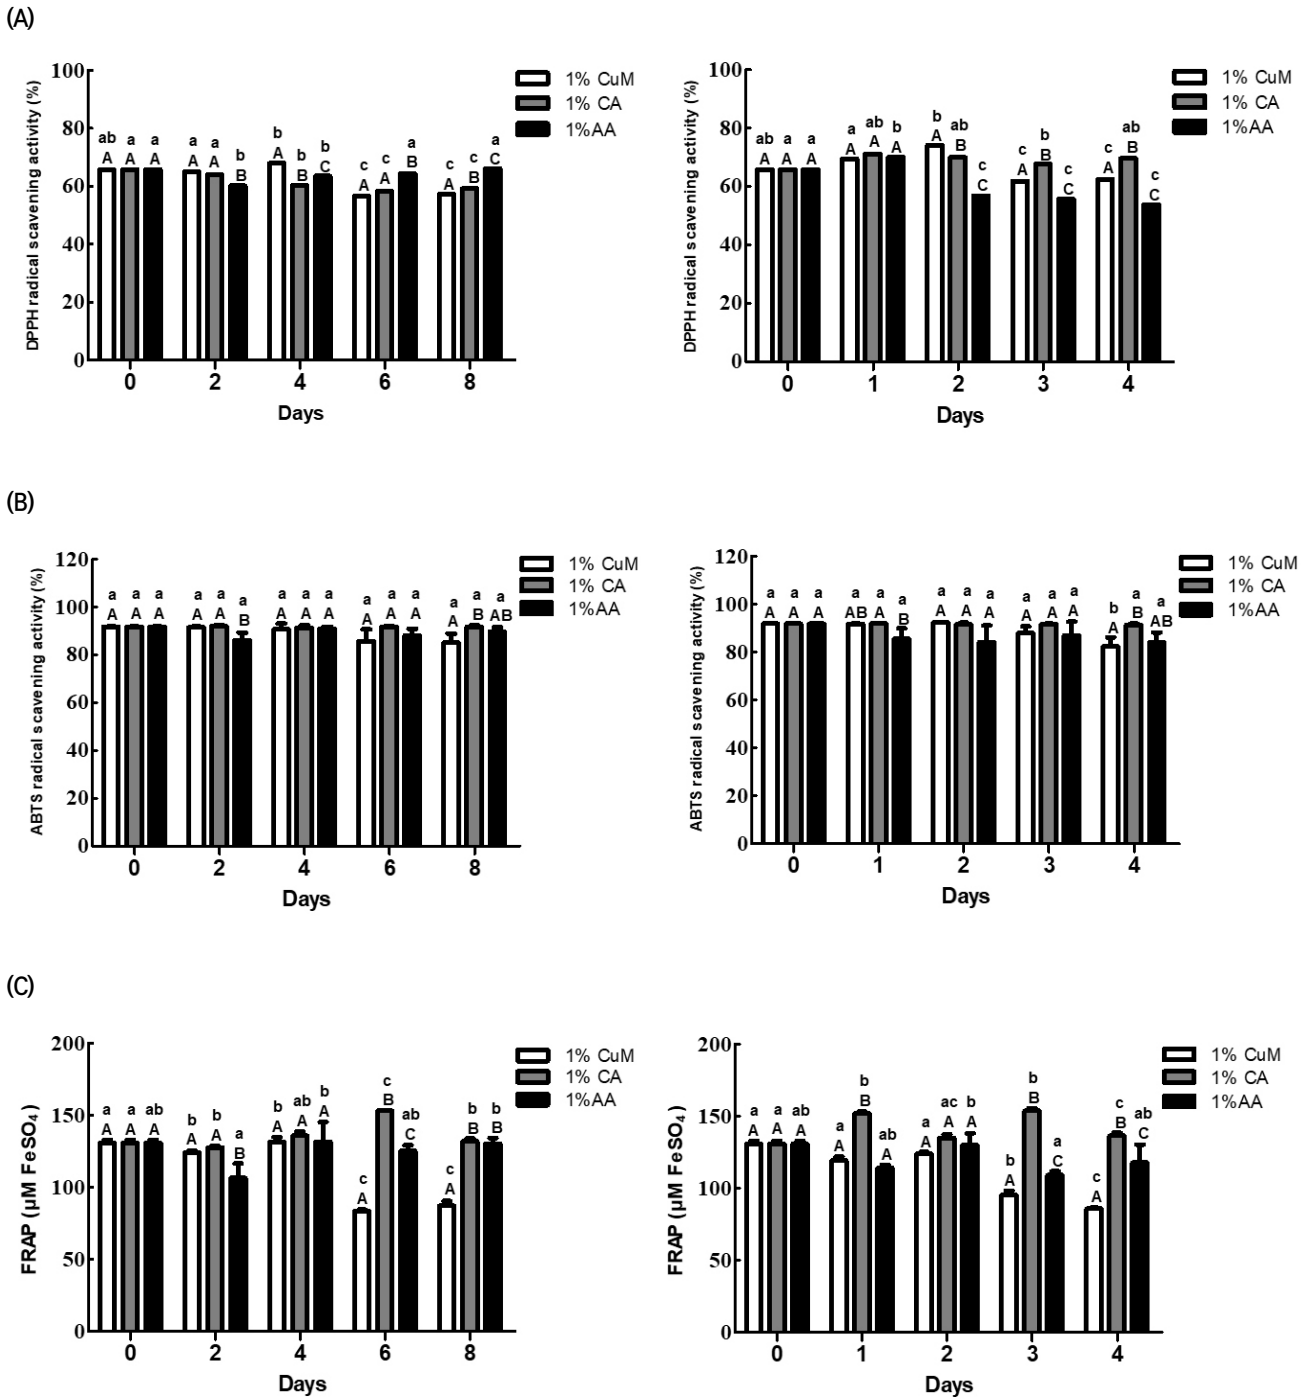 (A)
DPPH radical scavening activity (%)
100
80
60
40
20
0
ab a a a a b b b b c c a c c a
A A A A A B A B C A A B A B C
0 2 4 6 8
Days
1% CuM
1% CA
1%AA
DPPH radical scavening activity (%)
100
80
60
40
20
0
ab a a a ab b b ab c c b c c ab c
A A A A A A A B C A B C A B C
0 1 2 3 4
Days
1% CuM
1% CA
1%AA
(B)
ABTS radical scavening activity (%)
120
100
80
60
40
20
0
a a a a a a a a a a a a a a a
A A A A A B A A A A A A A B AB
0 2 4 6 8
Days
1% CuM
1% CA
1%AA
ABTS radical scavening activity (%)
120
100
80
60
40
20
0
a a a a a a a a a a a a b a a
A A A AB A B A A A A A A A B AB
0 1 2 3 4
Days
1% CuM
1% CA
1%AA
(C)
FRAP (µM FeSO4)
200
150
100
50
0
a a ab b b a b ab b c c ab c b b
A A A A A B A A A A B C A B B
0 2 4 6 8
Days
1% CuM
1% CA
1%AA
FRAP (µM FeSO4)
200
150
100
50
0
a a ab a b ab a ac b b b a c c ab
A A A A B A A A A A B C A B C
0 1 2 3 4
Days
1% CuM
1% CA
1%AA